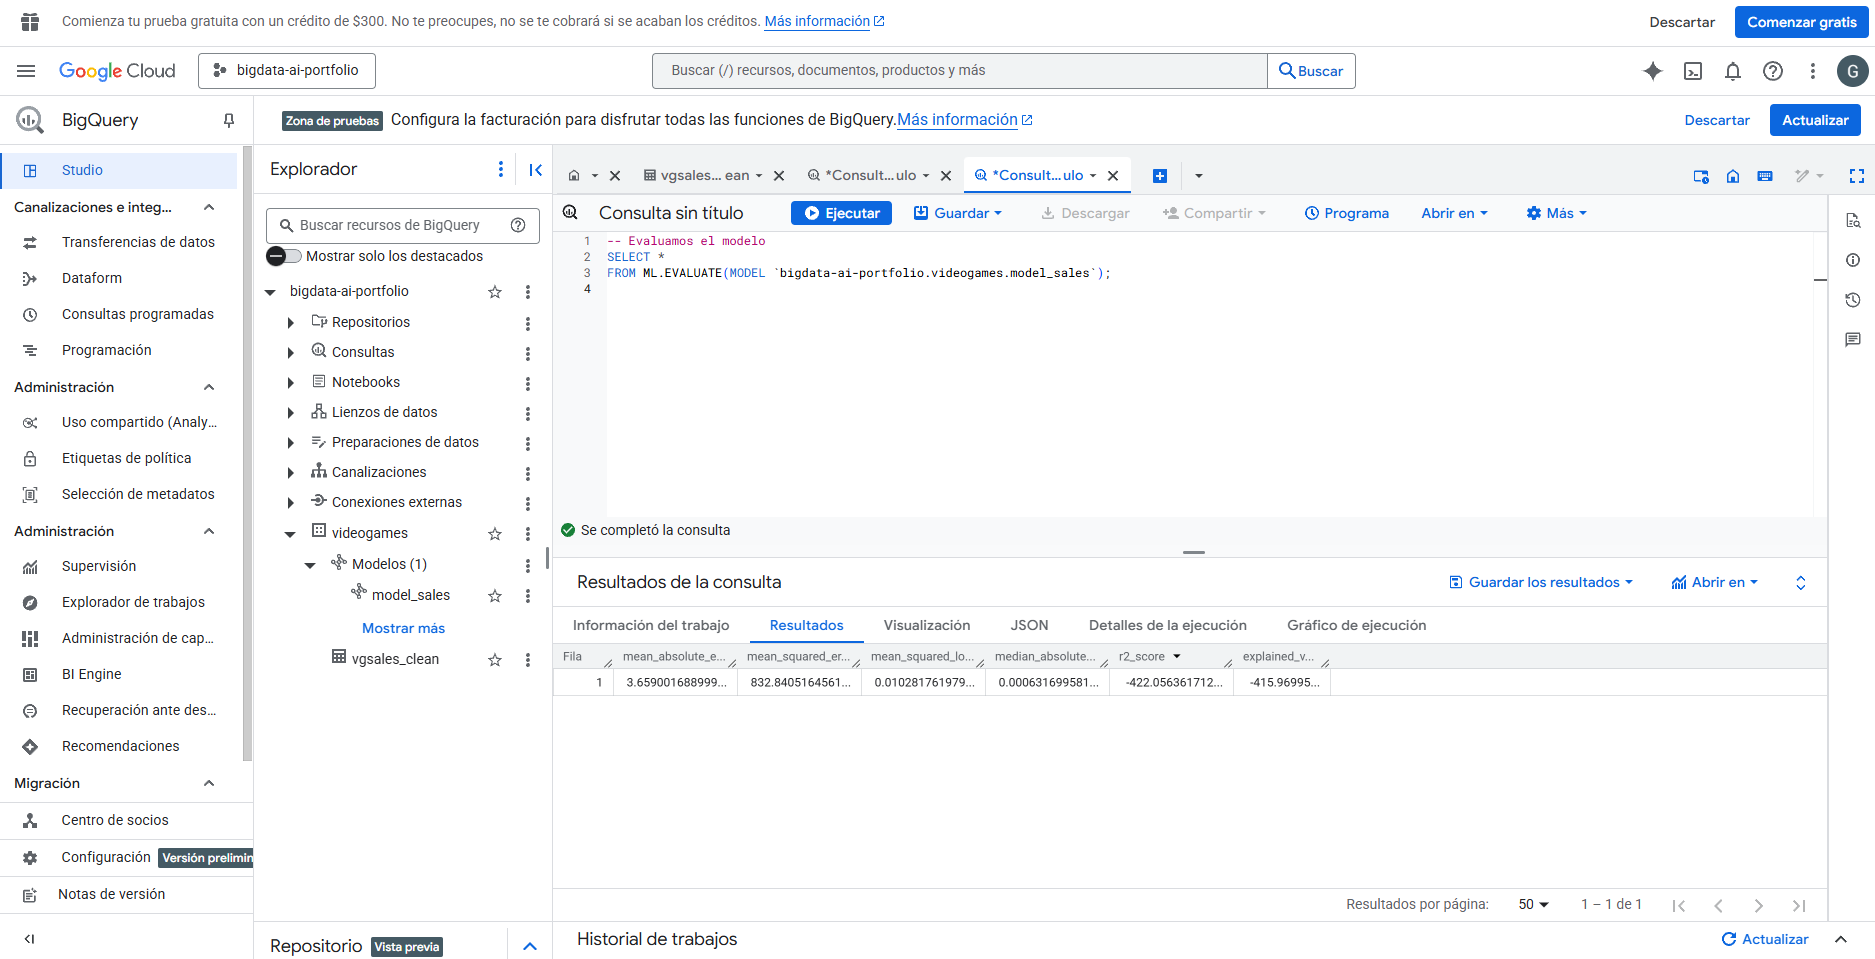 Comienza tu prueba gratuita con un crédito de $300. No te preocupes, no se te cobrará si se acaban los créditos. Más información
Descartar
Comenzar gratis
Google Cloud
bigdata-ai-portfolio
Buscar (/) recursos, documentos, productos y más
Buscar
G
BigQuery
Zona de pruebas Configura la facturación para disfrutar todas las funciones de BigQuery.Más información
Descartar
Actualizar
Studio
Canalizaciones e integ...
Transferencias de datos
Dataform
Consultas programadas
Programación
Administración
Uso compartido (Analy...
Etiquetas de política
Selección de metadatos
Administración
Supervisión
Explorador de trabajos
Administración de cap...
BI Engine
Recuperación ante des...
Recomendaciones
Migración
Centro de socios
Configuración Versión prelimin
Notas de versión
Explorador
Buscar recursos de BigQuery
Mostrar solo los destacados
bigdata-ai-portfolio
Repositorios
Consultas
Notebooks
Lienzos de datos
Preparaciones de datos
Canalizaciones
Conexiones externas
videogames
Modelos (1)
model_sales
Mostrar más
vgsales_clean
Repositorio Vista previa
vgsales... ean
*Consult...ulo
*Consult...ulo
Consulta sin título
Ejecutar
Guardar
Descargar
Compartir
Programa
Abrir en
Más
1 -- Evaluamos el modelo
2 SELECT *
3 FROM ML.EVALUATE(MODEL `bigdata-ai-portfolio.videogames.model_sales`);
4
Se completó la consulta
Resultados de la consulta
Guardar los resultados
Abrir en
Información del trabajo
Resultados
Visualización
JSON
Detalles de la ejecución
Gráfico de ejecución
Fila mean_absolute_e... mean_squared_er... mean_squared_lo... median_absolute... r2_score explained_v...
1 3.659001688999... 832.8405164561... 0.010281761979... 0.000631699581... -422.056361712... -415.96995...
Resultados por página: 50 1 – 1 de 1
Historial de trabajos
Actualizar